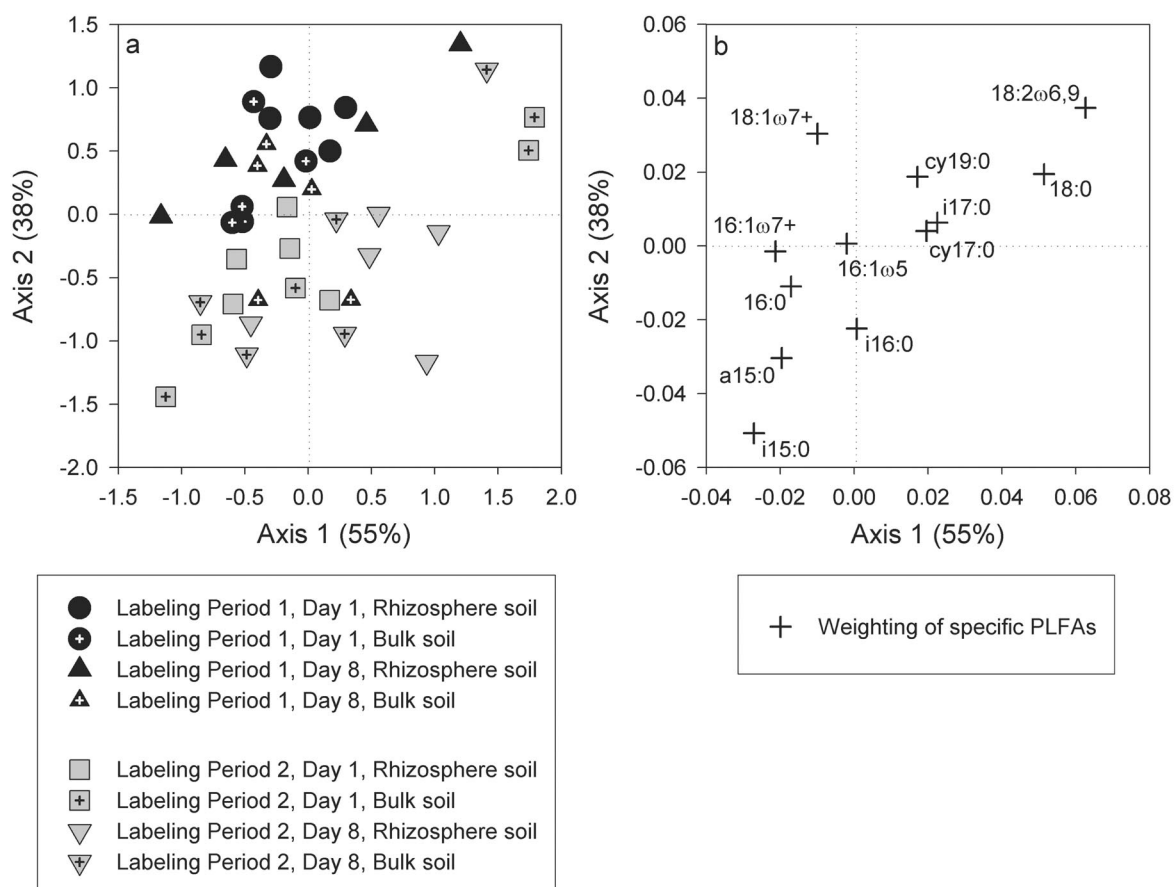 a
1.5
1.0
0.5
0.0
-0.5
-1.0
-1.5
-2.0
Axis 2 (38%)
-1.5 -1.0 -0.5 0.0 0.5 1.0 1.5 2.0
Axis 1 (55%)
b
0.06
0.04
0.02
0.00
-0.02
-0.04
-0.06
Axis 2 (38%)
18:2ω6,9
18:1ω7+
cy19:0
18:0
i17:0
16:1ω7+
cy17:0
16:1ω5
16:0
i16:0
a15:0
i15:0
-0.04 -0.02 0.00 0.02 0.04 0.06 0.08
Axis 1 (55%)
Labeling Period 1, Day 1, Rhizosphere soil
Labeling Period 1, Day 1, Bulk soil
Labeling Period 1, Day 8, Rhizosphere soil
Labeling Period 1, Day 8, Bulk soil
Labeling Period 2, Day 1, Rhizosphere soil
Labeling Period 2, Day 1, Bulk soil
Labeling Period 2, Day 8, Rhizosphere soil
Labeling Period 2, Day 8, Bulk soil
Weighting of specific PLFAs